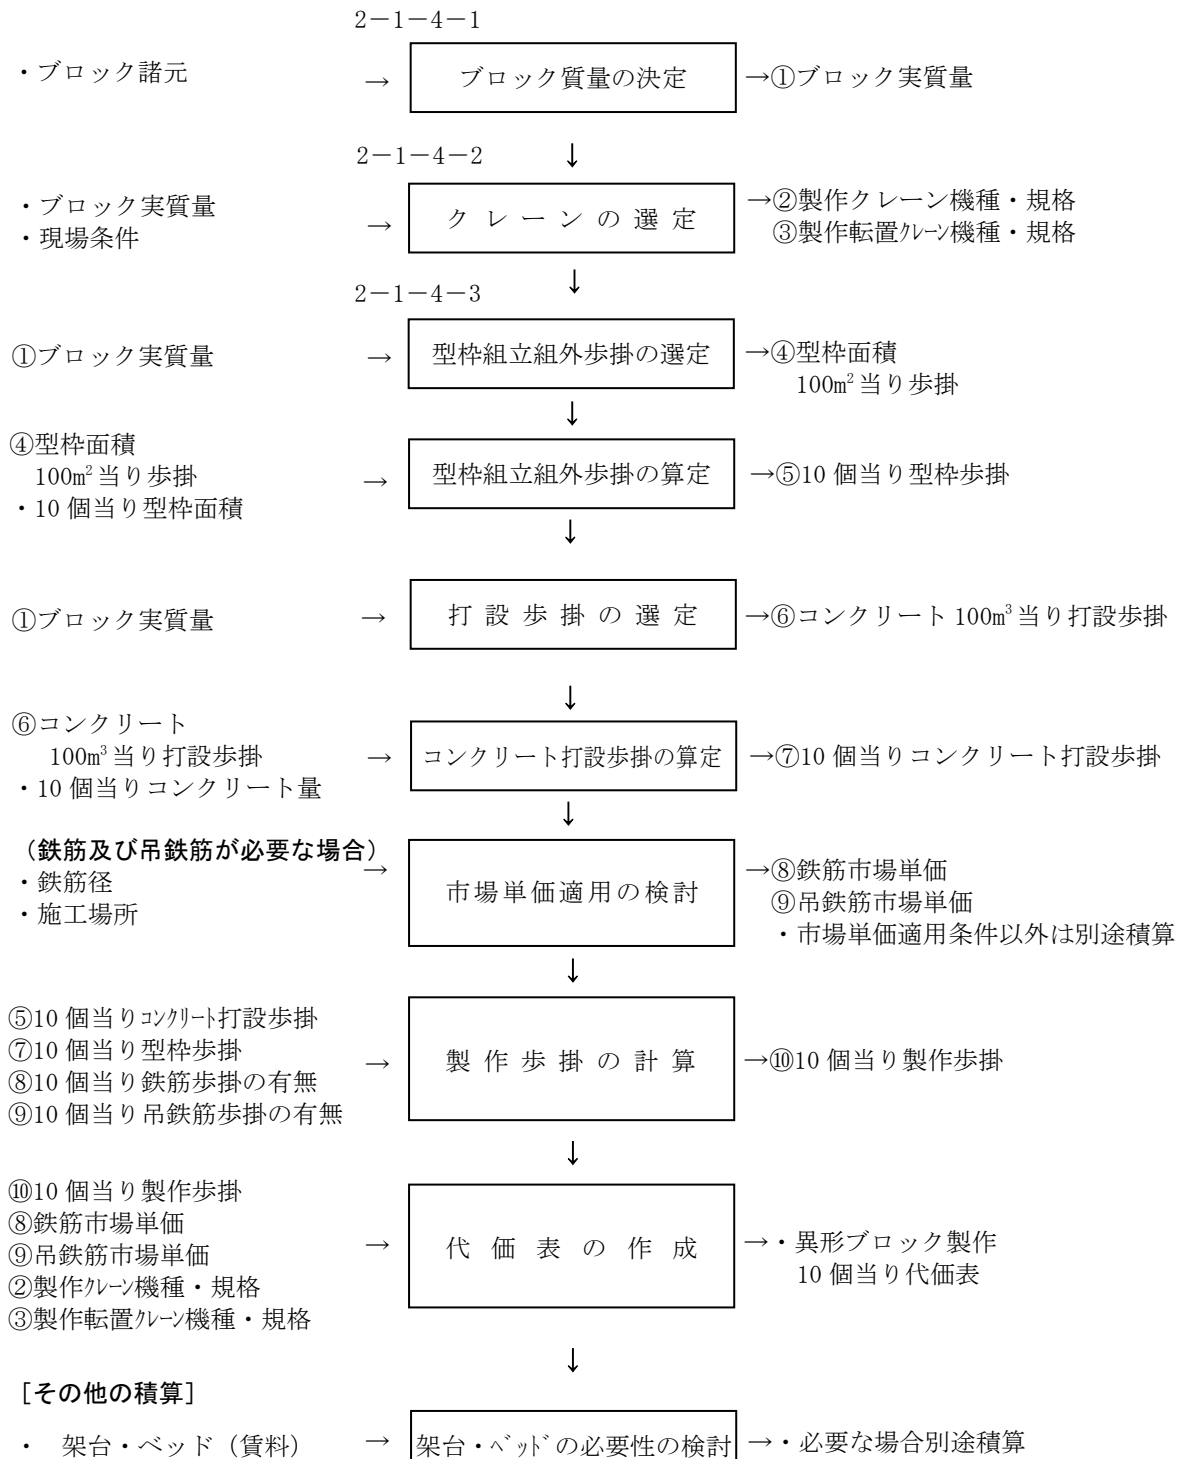 2－1－4－1
・ブロック諸元
→
ブロック質量の決定
→①ブロック実質量
↓
2－1－4－2
・ブロック実質量
・現場条件
→
クレーンの選定
→②製作クレーン機種・規格
③製作転置ｸﾚｰﾝ機種・規格
↓
2－1－4－3
①ブロック実質量
→
型枠組立組外歩掛の選定
→④型枠面積
100m²当り歩掛
↓
④型枠面積
100m²当り歩掛
・10個当り型枠面積
→
型枠組立組外歩掛の算定
→⑤10個当り型枠歩掛
↓
①ブロック実質量
→
打設歩掛の選定
→⑥コンクリート100m³当り打設歩掛
↓
⑥コンクリート
100m³当り打設歩掛
・10個当りコンクリート量
→
コンクリート打設歩掛の算定
→⑦10個当りコンクリート打設歩掛
↓
（鉄筋及び吊鉄筋が必要な場合）
・鉄筋径
・施工場所
→
市場単価適用の検討
→⑧鉄筋市場単価
⑨吊鉄筋市場単価
・市場単価適用条件以外は別途積算
↓
⑤10個当りｺﾝｸﾘｰﾄ打設歩掛
⑦10個当り型枠歩掛
⑧10個当り鉄筋歩掛の有無
⑨10個当り吊鉄筋歩掛の有無
→
製作歩掛の計算
→⑩10個当り製作歩掛
↓
⑩10個当り製作歩掛
⑧鉄筋市場単価
⑨吊鉄筋市場単価
②製作ｸﾚｰﾝ機種・規格
③製作転置ｸﾚｰﾝ機種・規格
→
代価表の作成
→・異形ブロック製作
10個当り代価表
↓
［その他の積算］
・ 架台・ベッド（賃料）
→
架台・ﾍﾞｯﾄﾞの必要性の検討
→・必要な場合別途積算